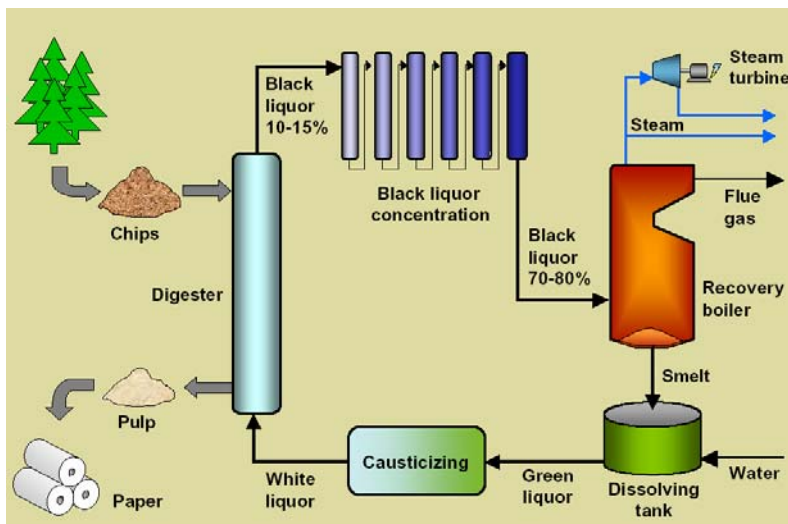 Black
liquor
10-15%
Steam
turbine
Steam
Black liquor
concentration
Flue
gas
Chips
Black
liquor
70-80%
Digester
Recovery
boiler
Smelt
Pulp
Causticizing
White
liquor
Green
liquor
Water
Dissolving
tank
Paper